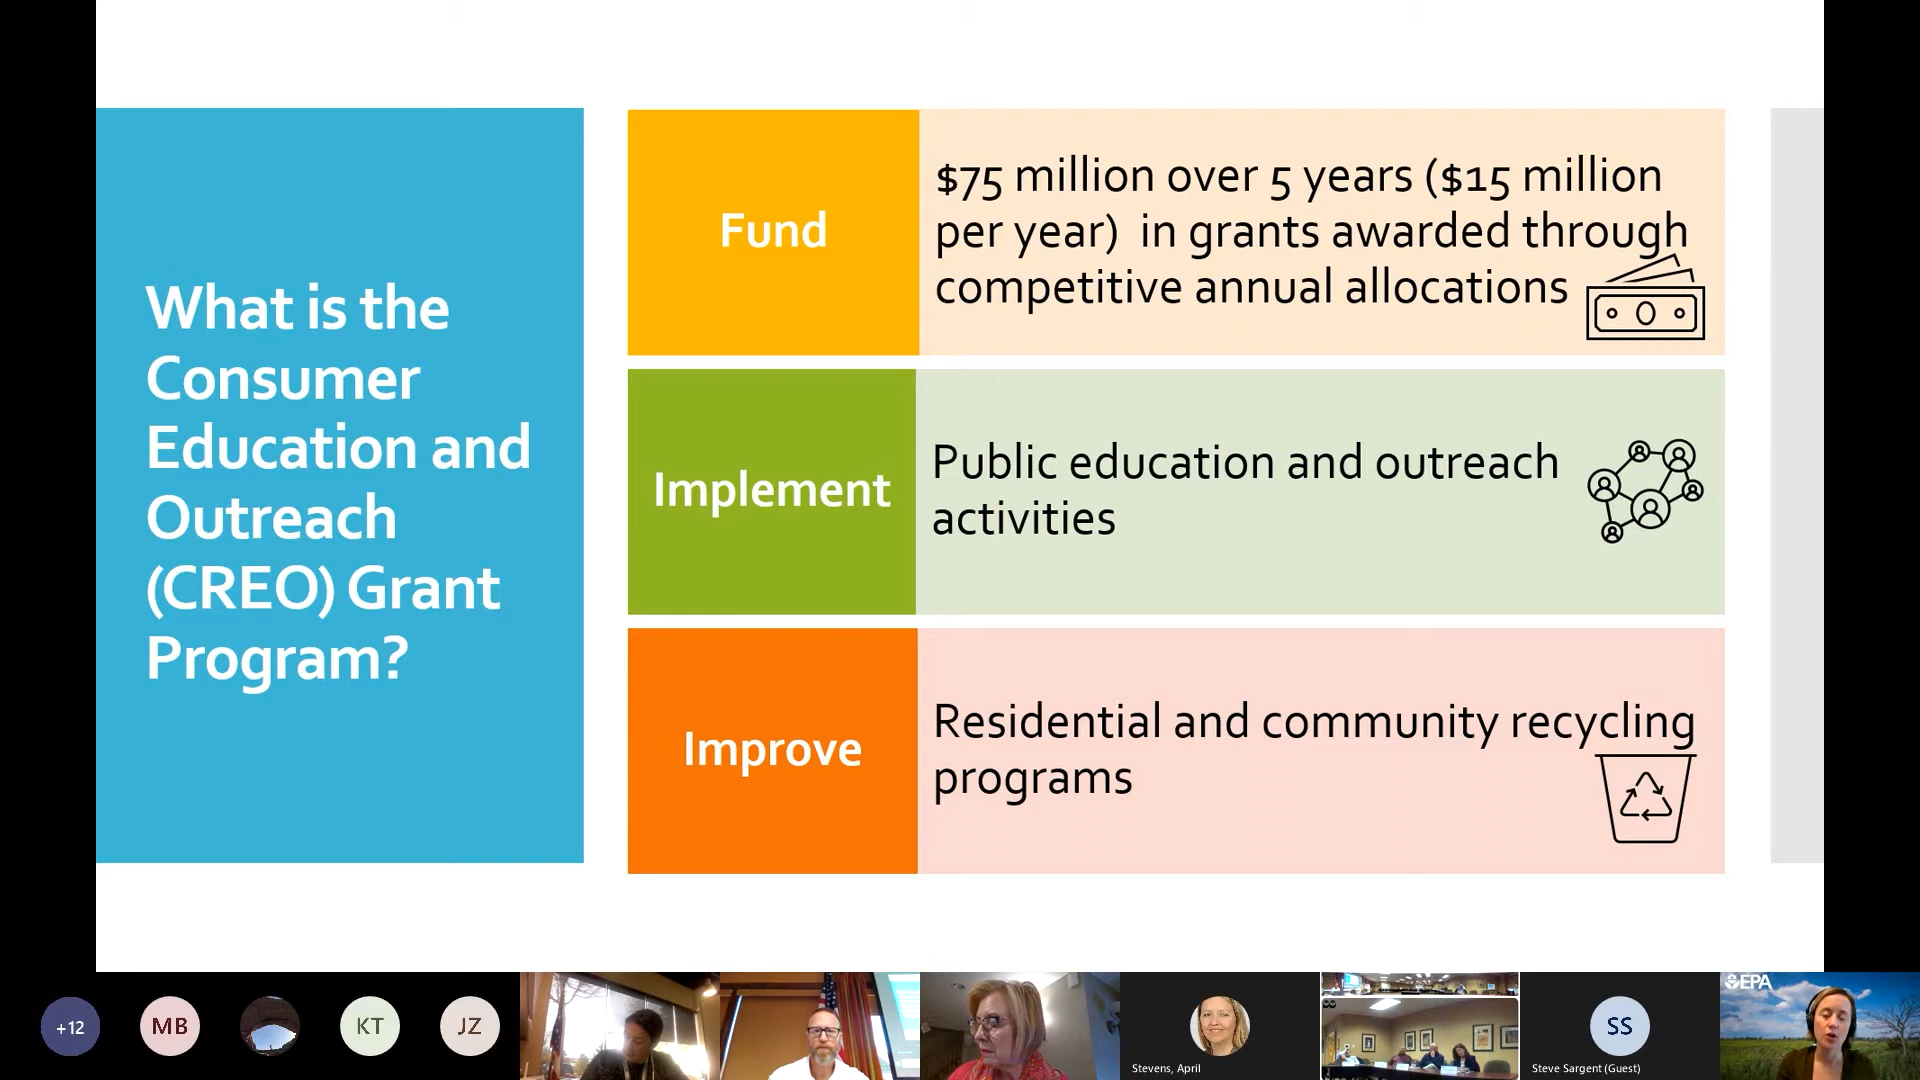 What is the
Consumer
Education and
Outreach
(CREO) Grant
Program?
Fund
$75 million over 5 years ($15 million
per year) in grants awarded through
competitive annual allocations
Implement
Public education and outreach
activities
Improve
Residential and community recycling
programs
+12
MB
KT
JZ
Stevens, April
SS
Steve Sargent (Guest)
EPA